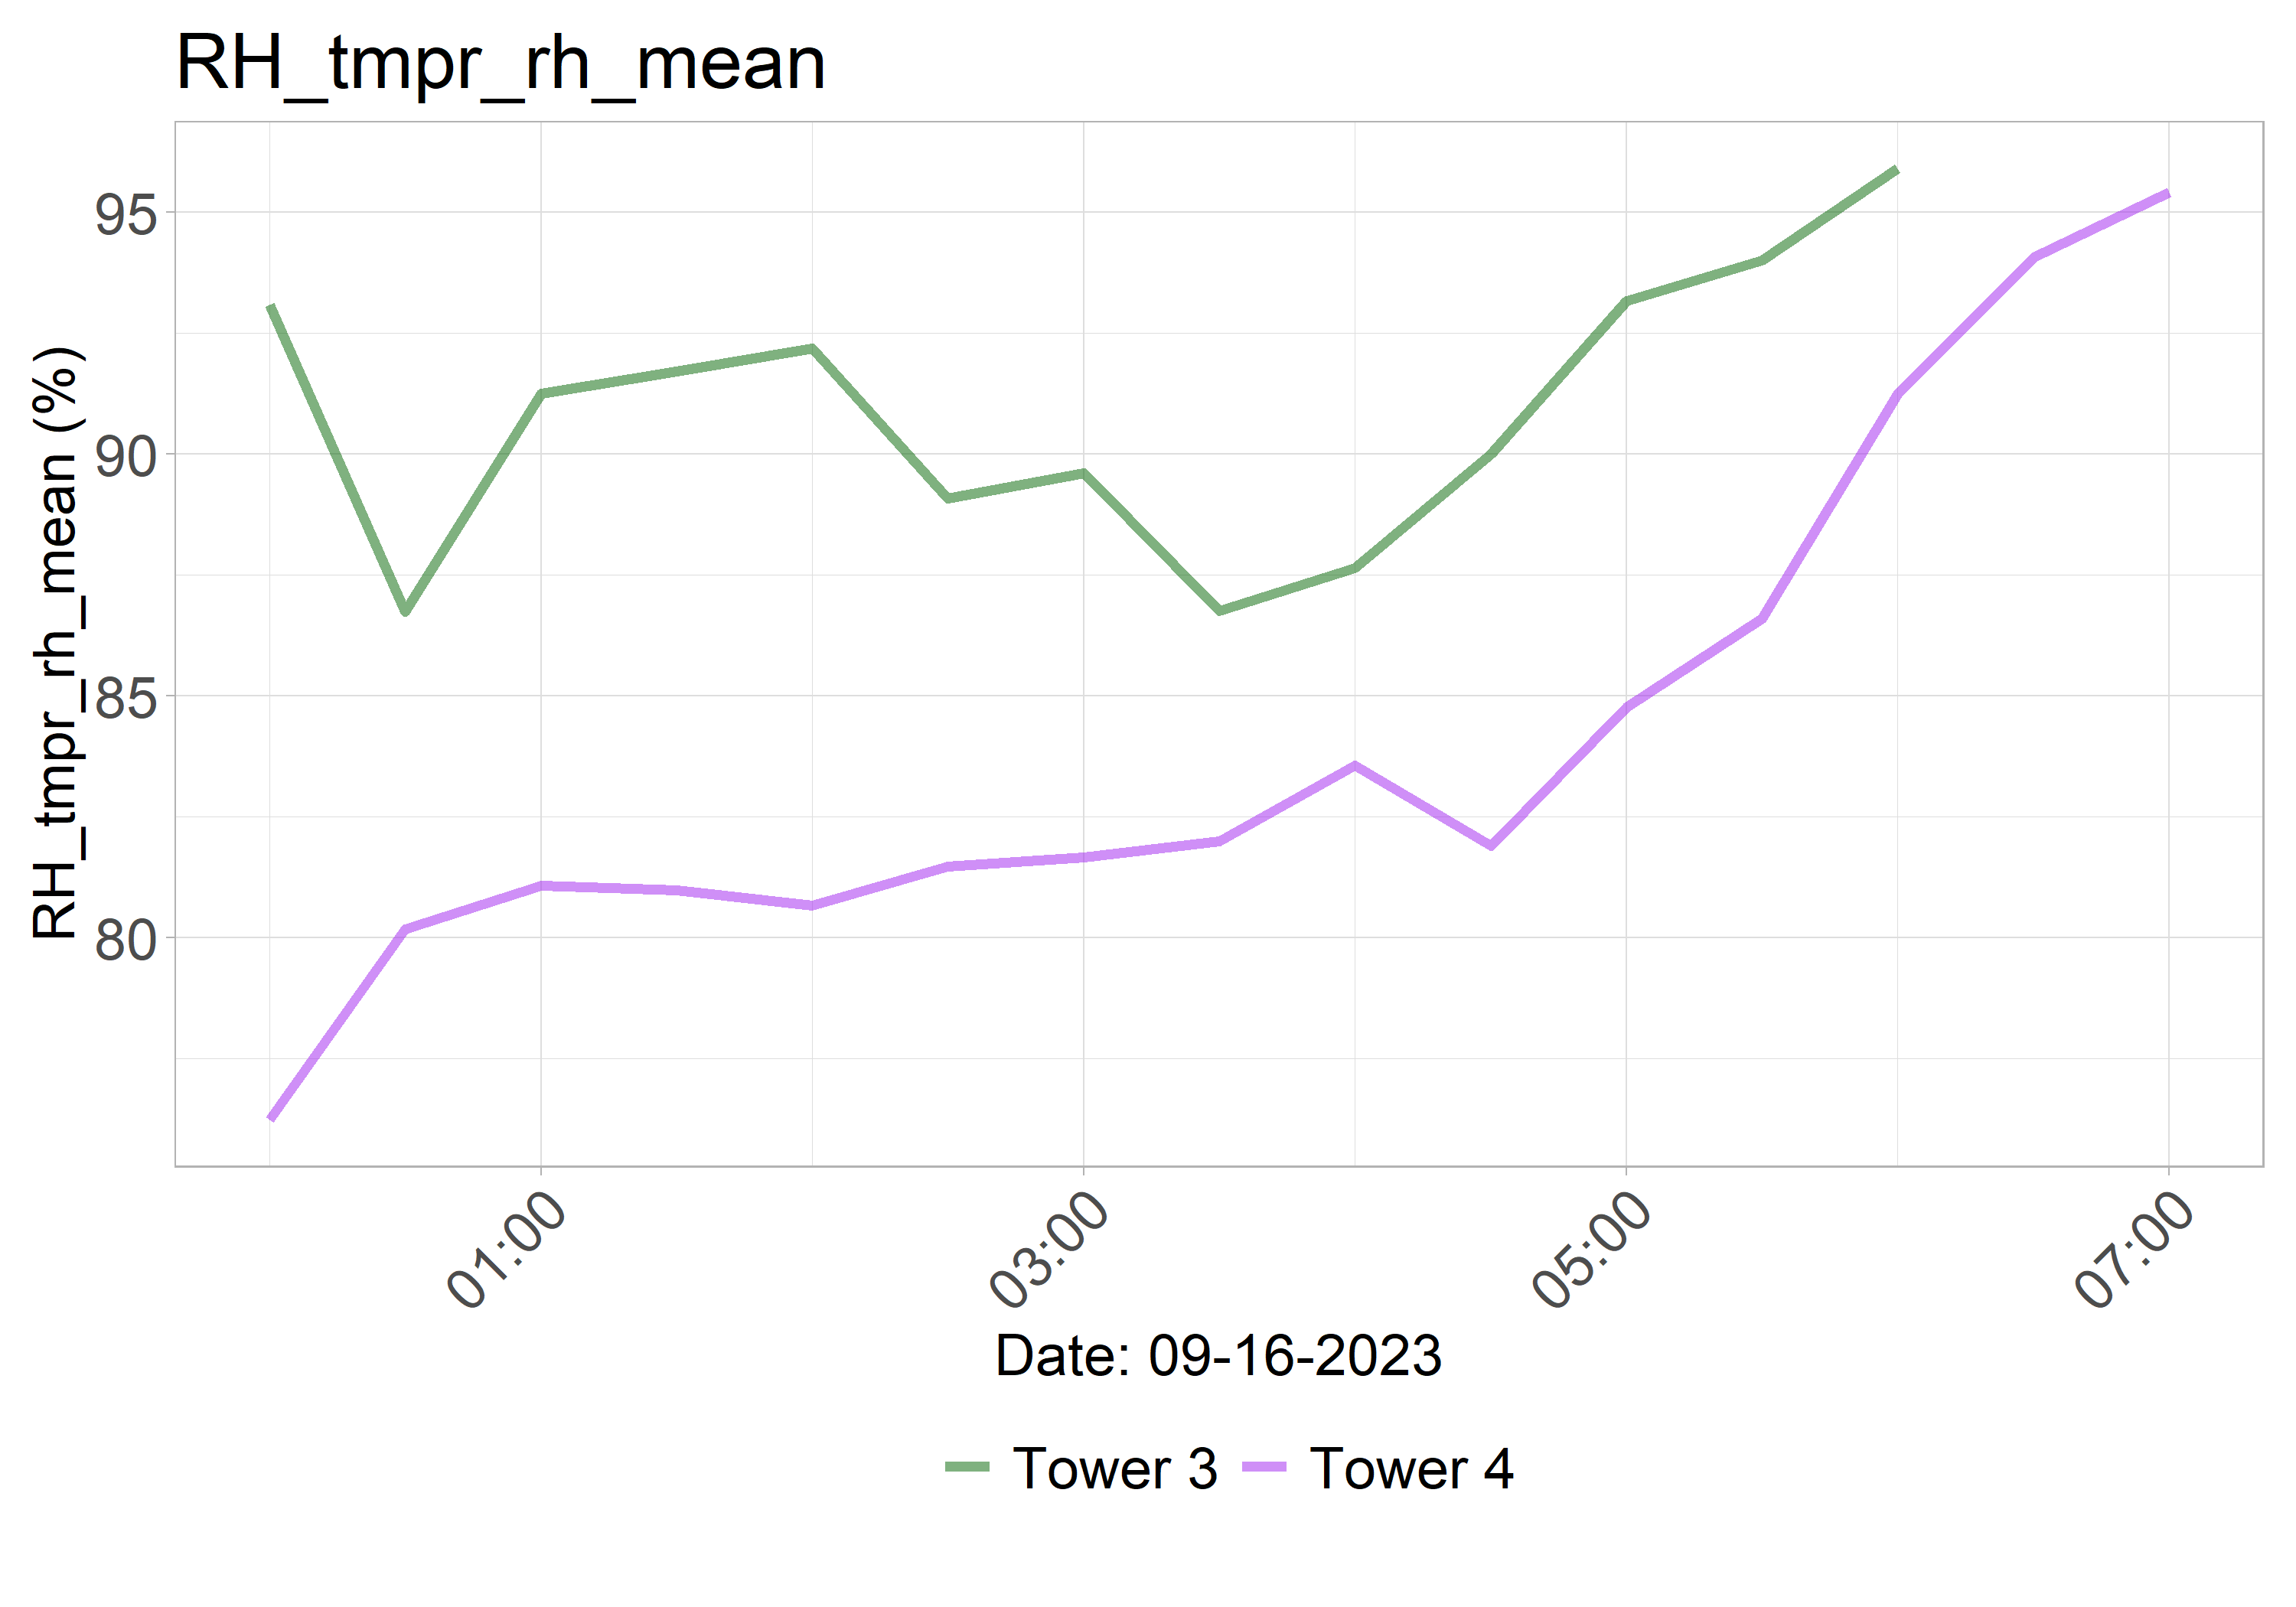 RH_tmpr_rh_mean
RH_tmpr_rh_mean (%)
95
90
85
80
01:00
03:00
05:00
07:00
Date: 09-16-2023
Tower 3
Tower 4